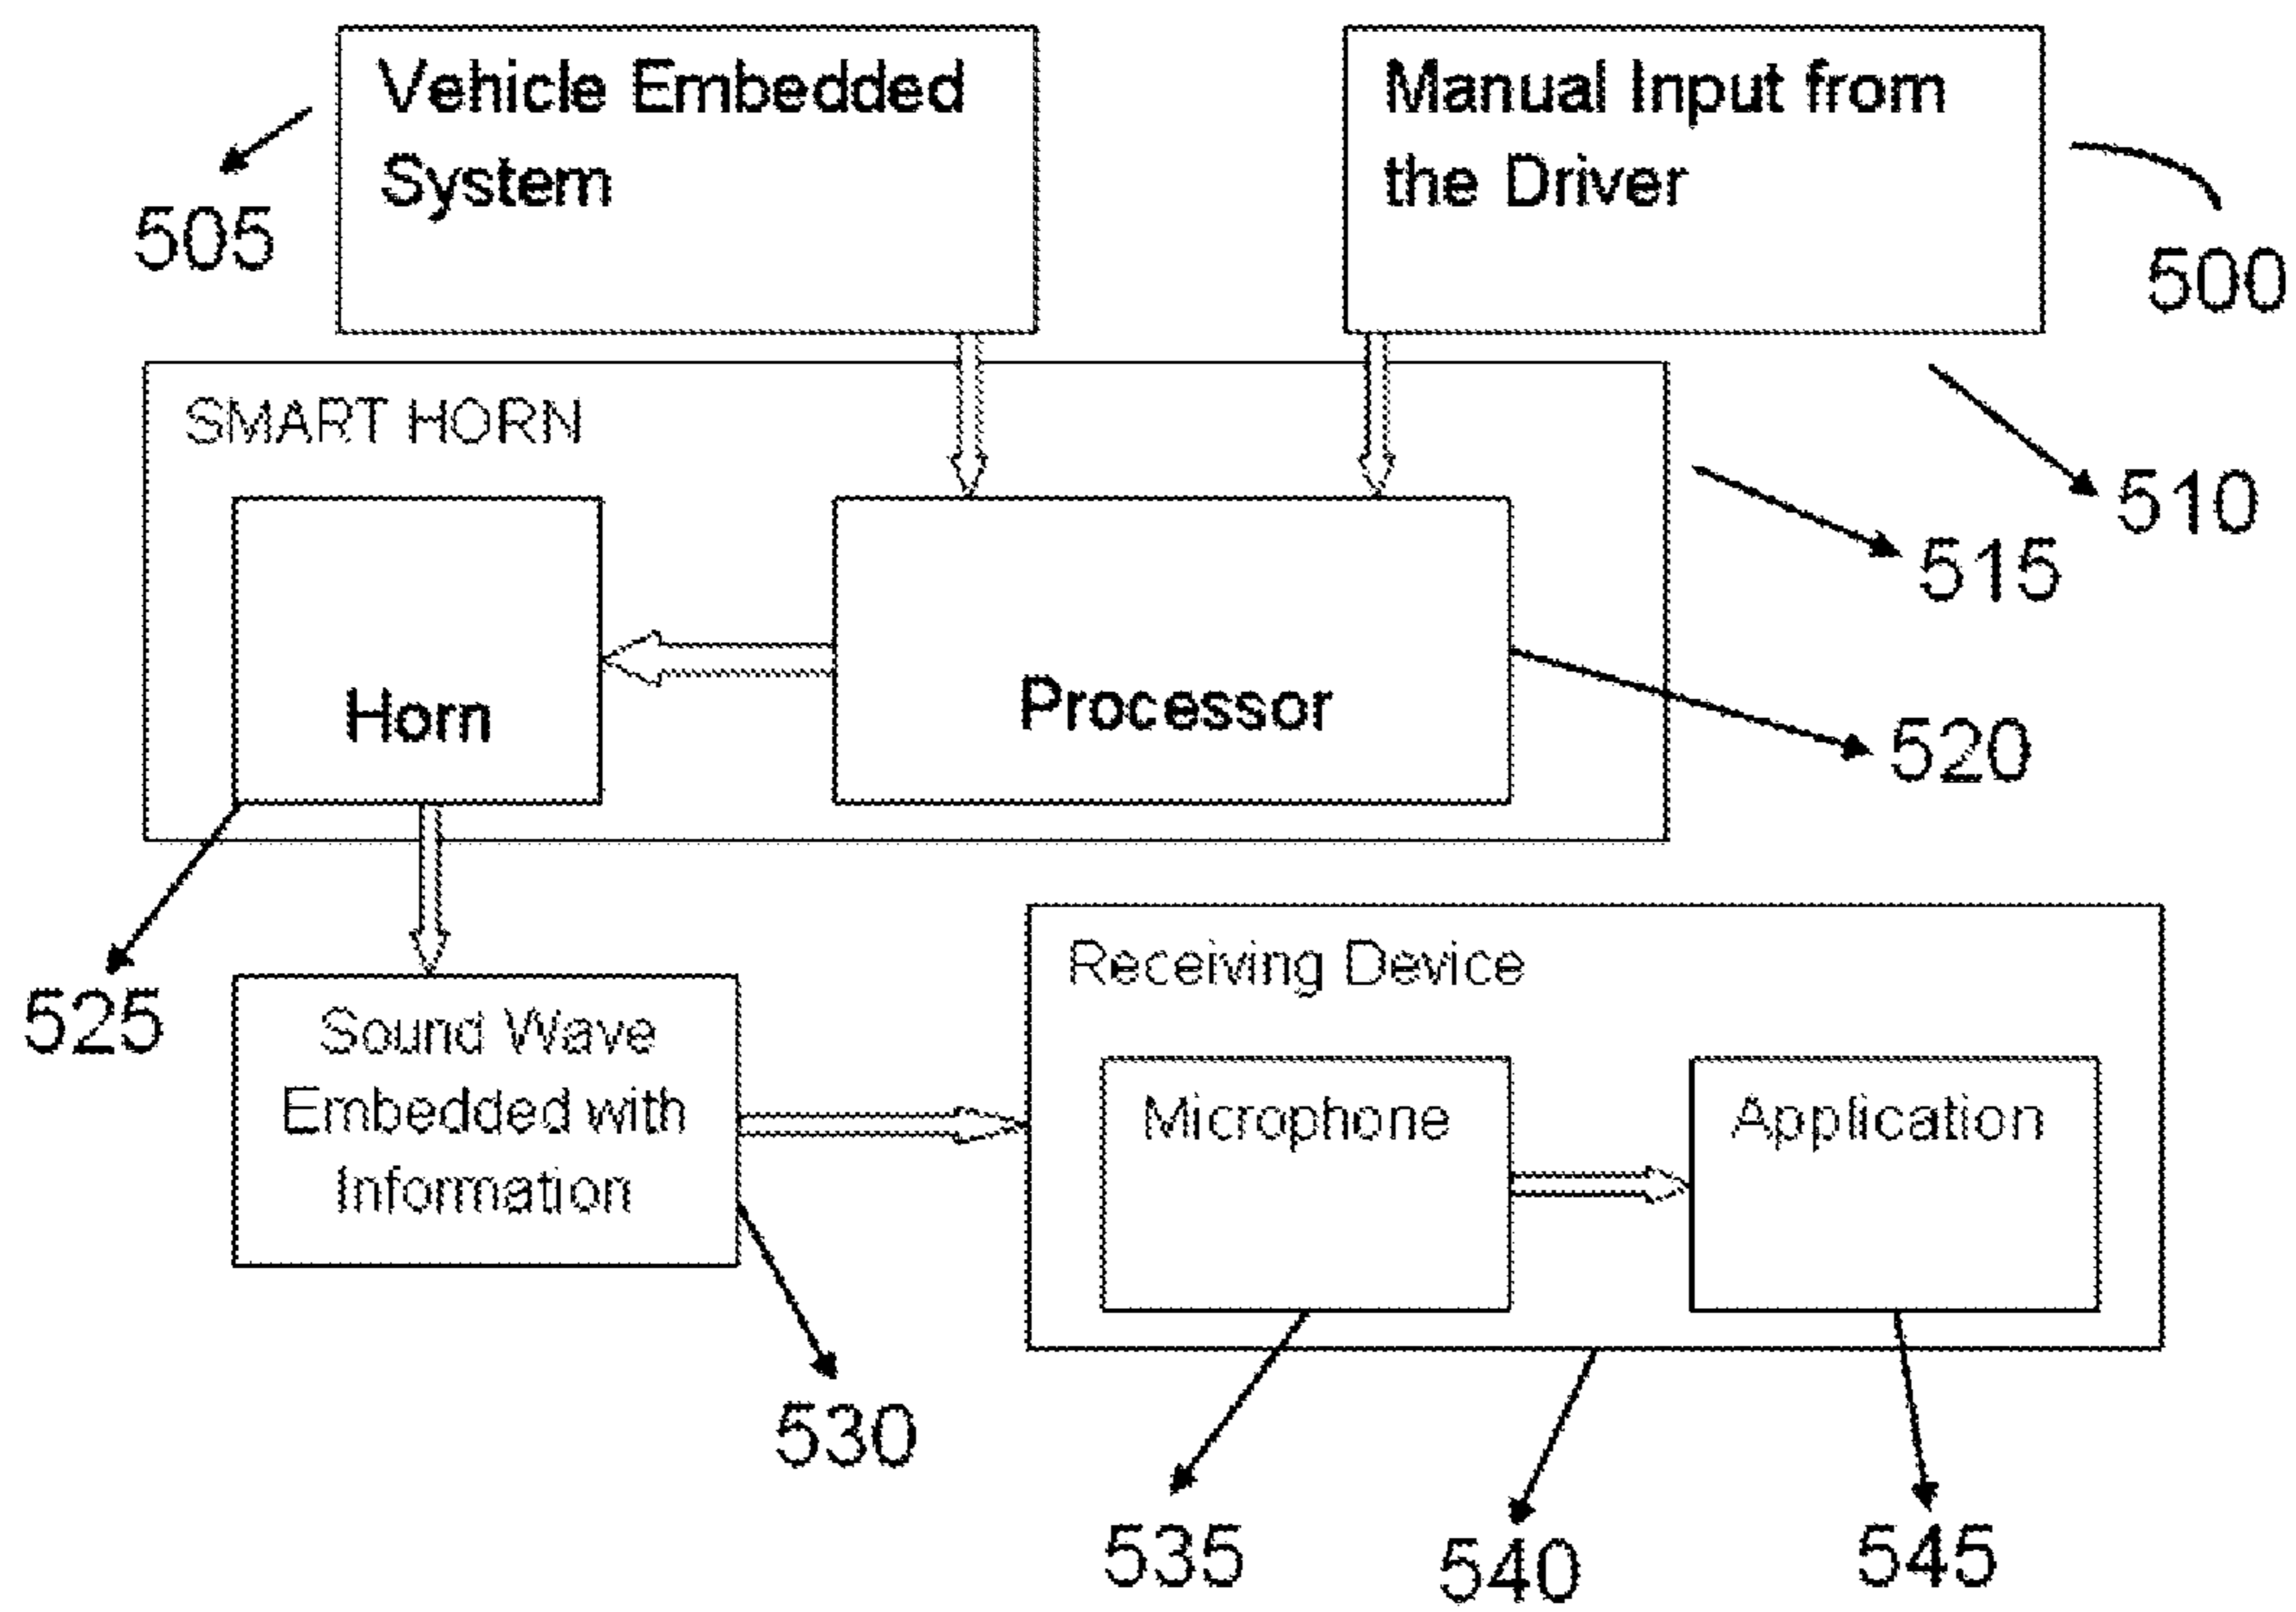 Vehicle Embedded
System
505
Manual Input from
the Driver
500
510
SMART HORN
515
Horn
Processor
520
525
Sound Wave
Embedded with
Information
530
Receiving Device
Microphone
Application
535
540
545